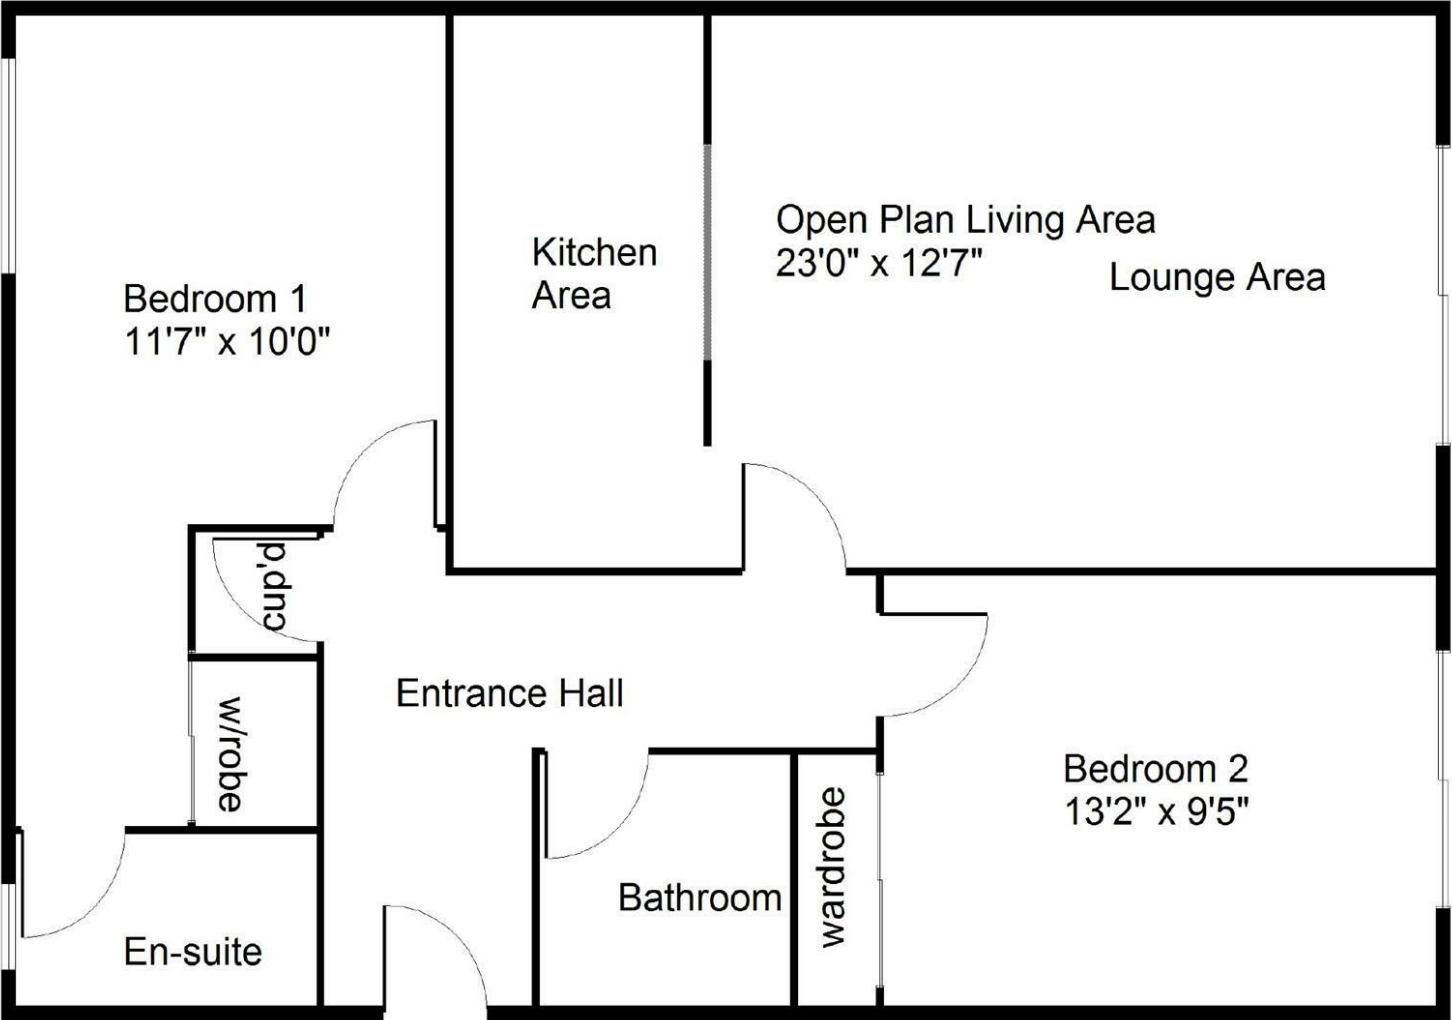 Open Plan Living Area
23'0" x 12'7"
Lounge Area
Kitchen
Area
Bedroom 1
11'7" x 10'0"
cup,d
Entrance Hall
w/robe
Bedroom 2
13'2" x 9'5"
wardrobe
Bathroom
En-suite